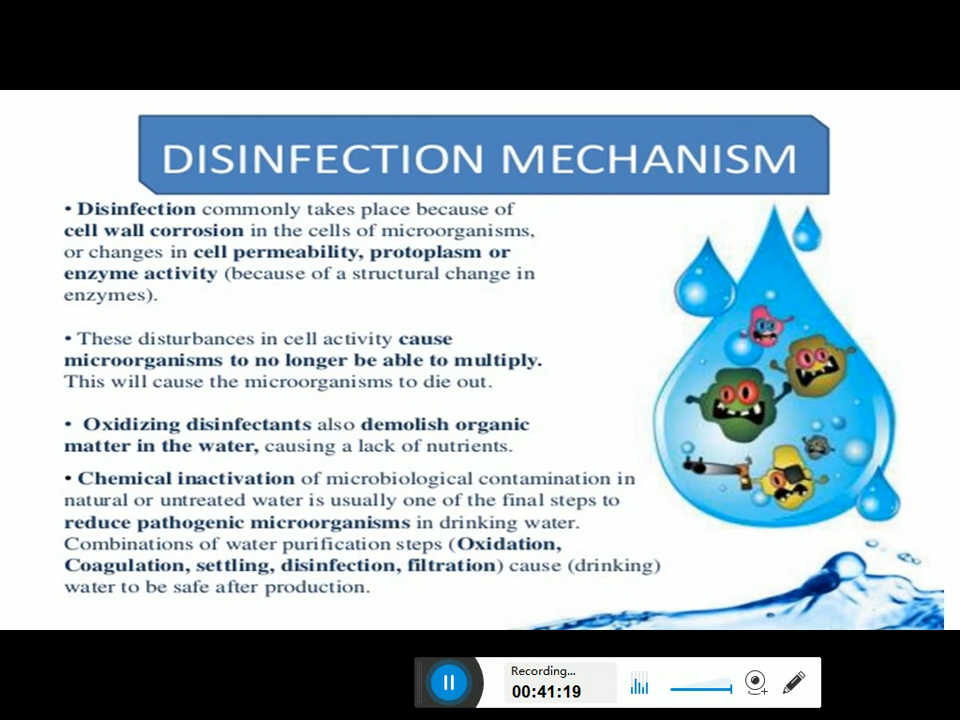 DISINFECTION MECHANISM
• Disinfection commonly takes place because of
cell wall corrosion in the cells of microorganisms,
or changes in cell permeability, protoplasm or
enzyme activity (because of a structural change in
enzymes).
• These disturbances in cell activity cause
microorganisms to no longer be able to multiply.
This will cause the microorganisms to die out.
• Oxidizing disinfectants also demolish organic
matter in the water, causing a lack of nutrients.
• Chemical inactivation of microbiological contamination in
natural or untreated water is usually one of the final steps to
reduce pathogenic microorganisms in drinking water.
Combinations of water purification steps (Oxidation,
Coagulation, settling, disinfection, filtration) cause (drinking)
water to be safe after production.
Recording...
00:41:19